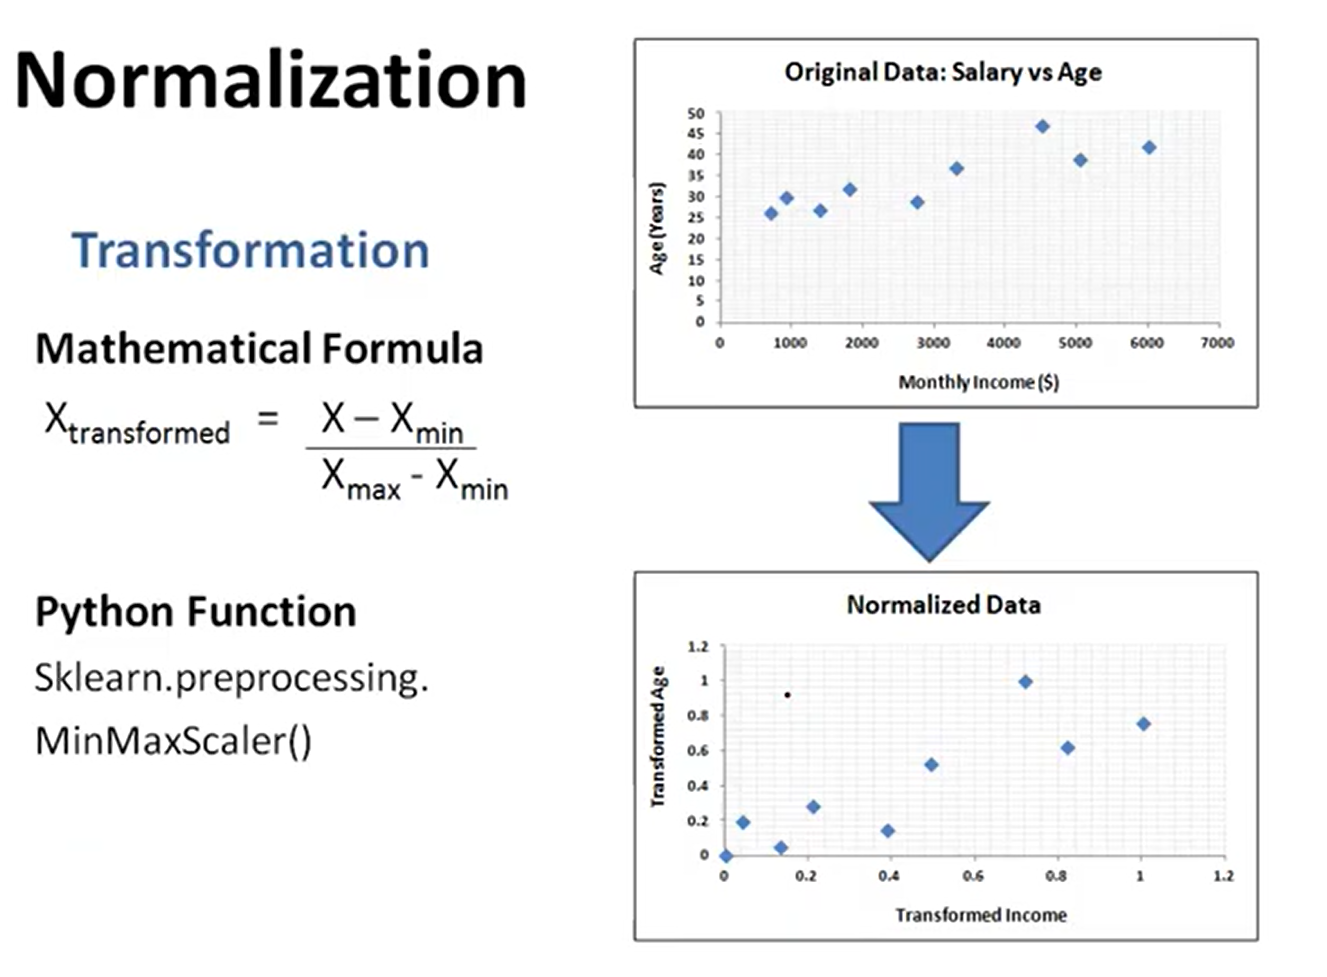 Normalization
Transformation
Mathematical Formula
Xtransformed = X – Xmin
Xmax - Xmin
Python Function
Sklearn.preprocessing.
MinMaxScaler()
Original Data: Salary vs Age
50
45
40
35
30
25
20
15
10
5
0
Age (Years)
0 1000 2000 3000 4000 5000 6000 7000
Monthly Income ($)
Normalized Data
1.2
1
0.8
0.6
0.4
0.2
0
Transformed Age
0 0.2 0.4 0.6 0.8 1 1.2
Transformed Income